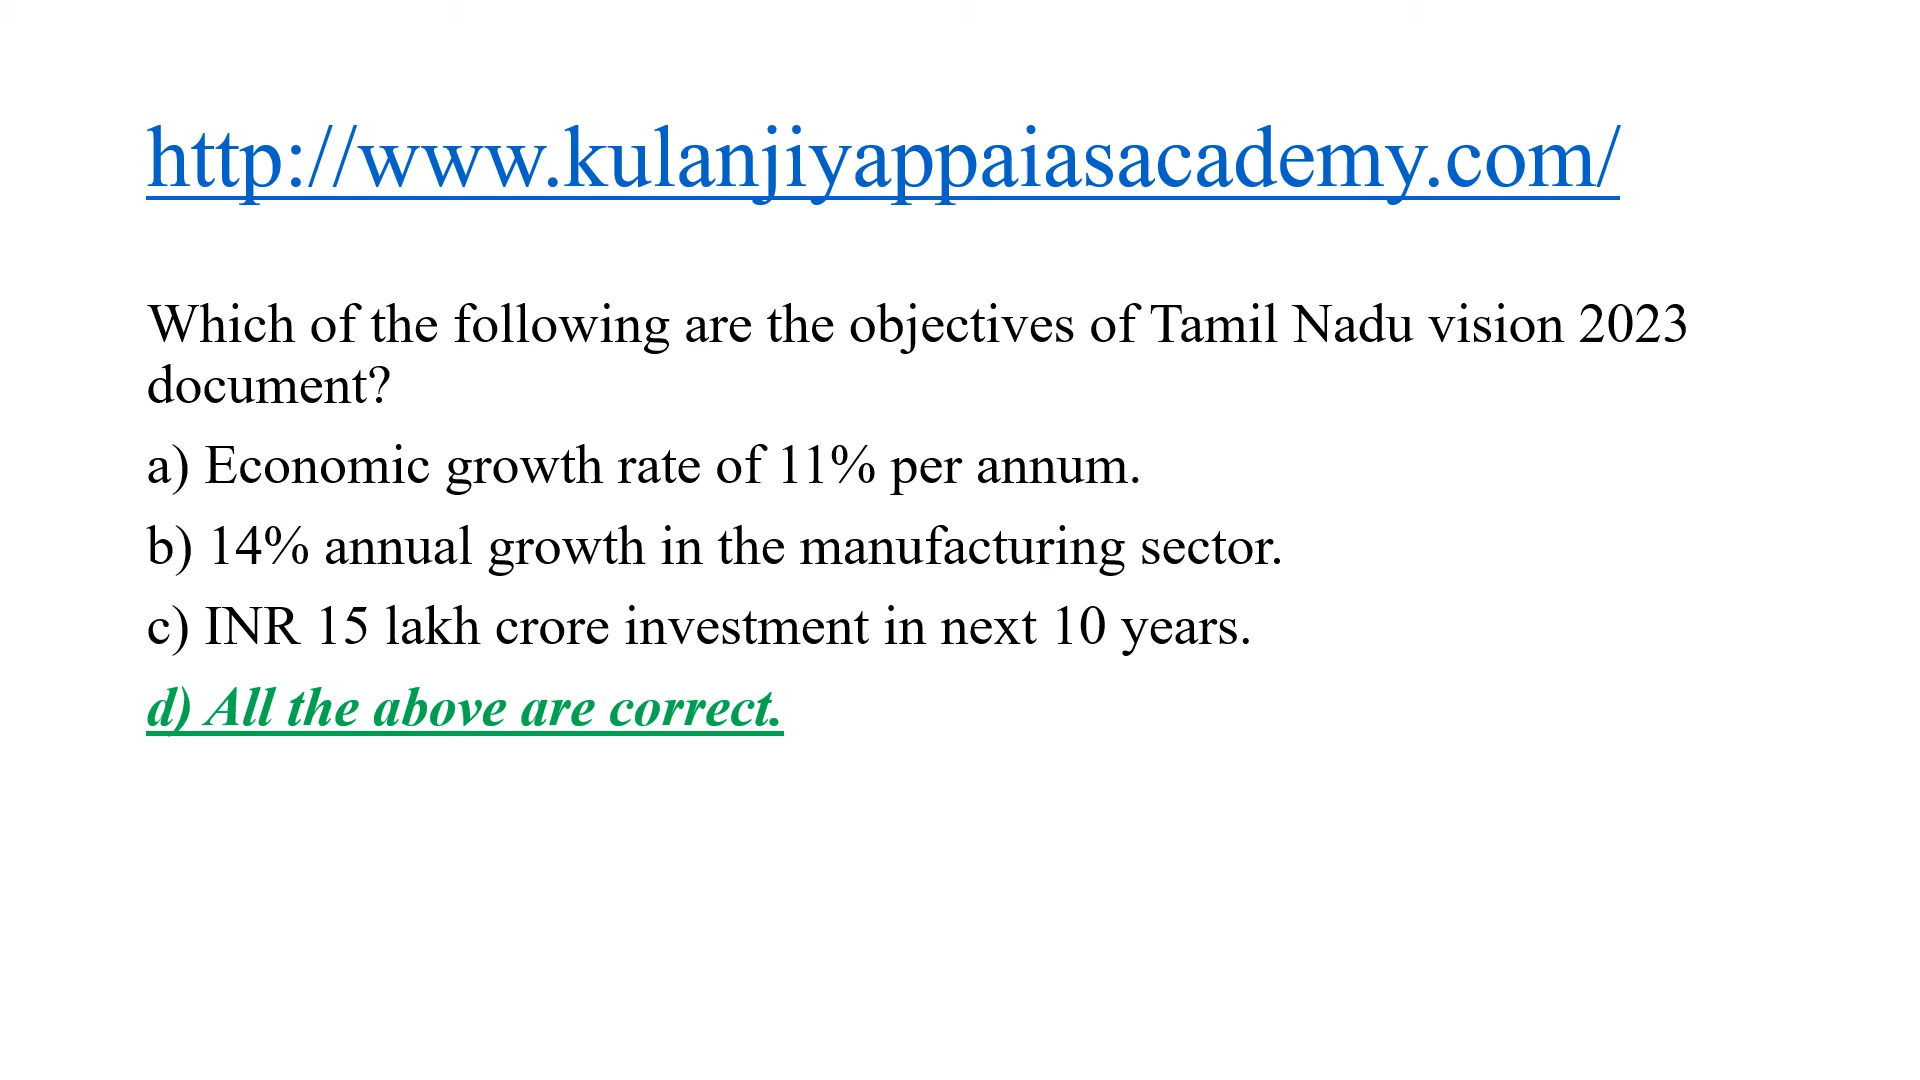 http://www.kulanjiyappaiasacademy.com/
Which of the following are the objectives of Tamil Nadu vision 2023
document?
a) Economic growth rate of 11% per annum.
b) 14% annual growth in the manufacturing sector.
c) INR 15 lakh crore investment in next 10 years.
d) All the above are correct.